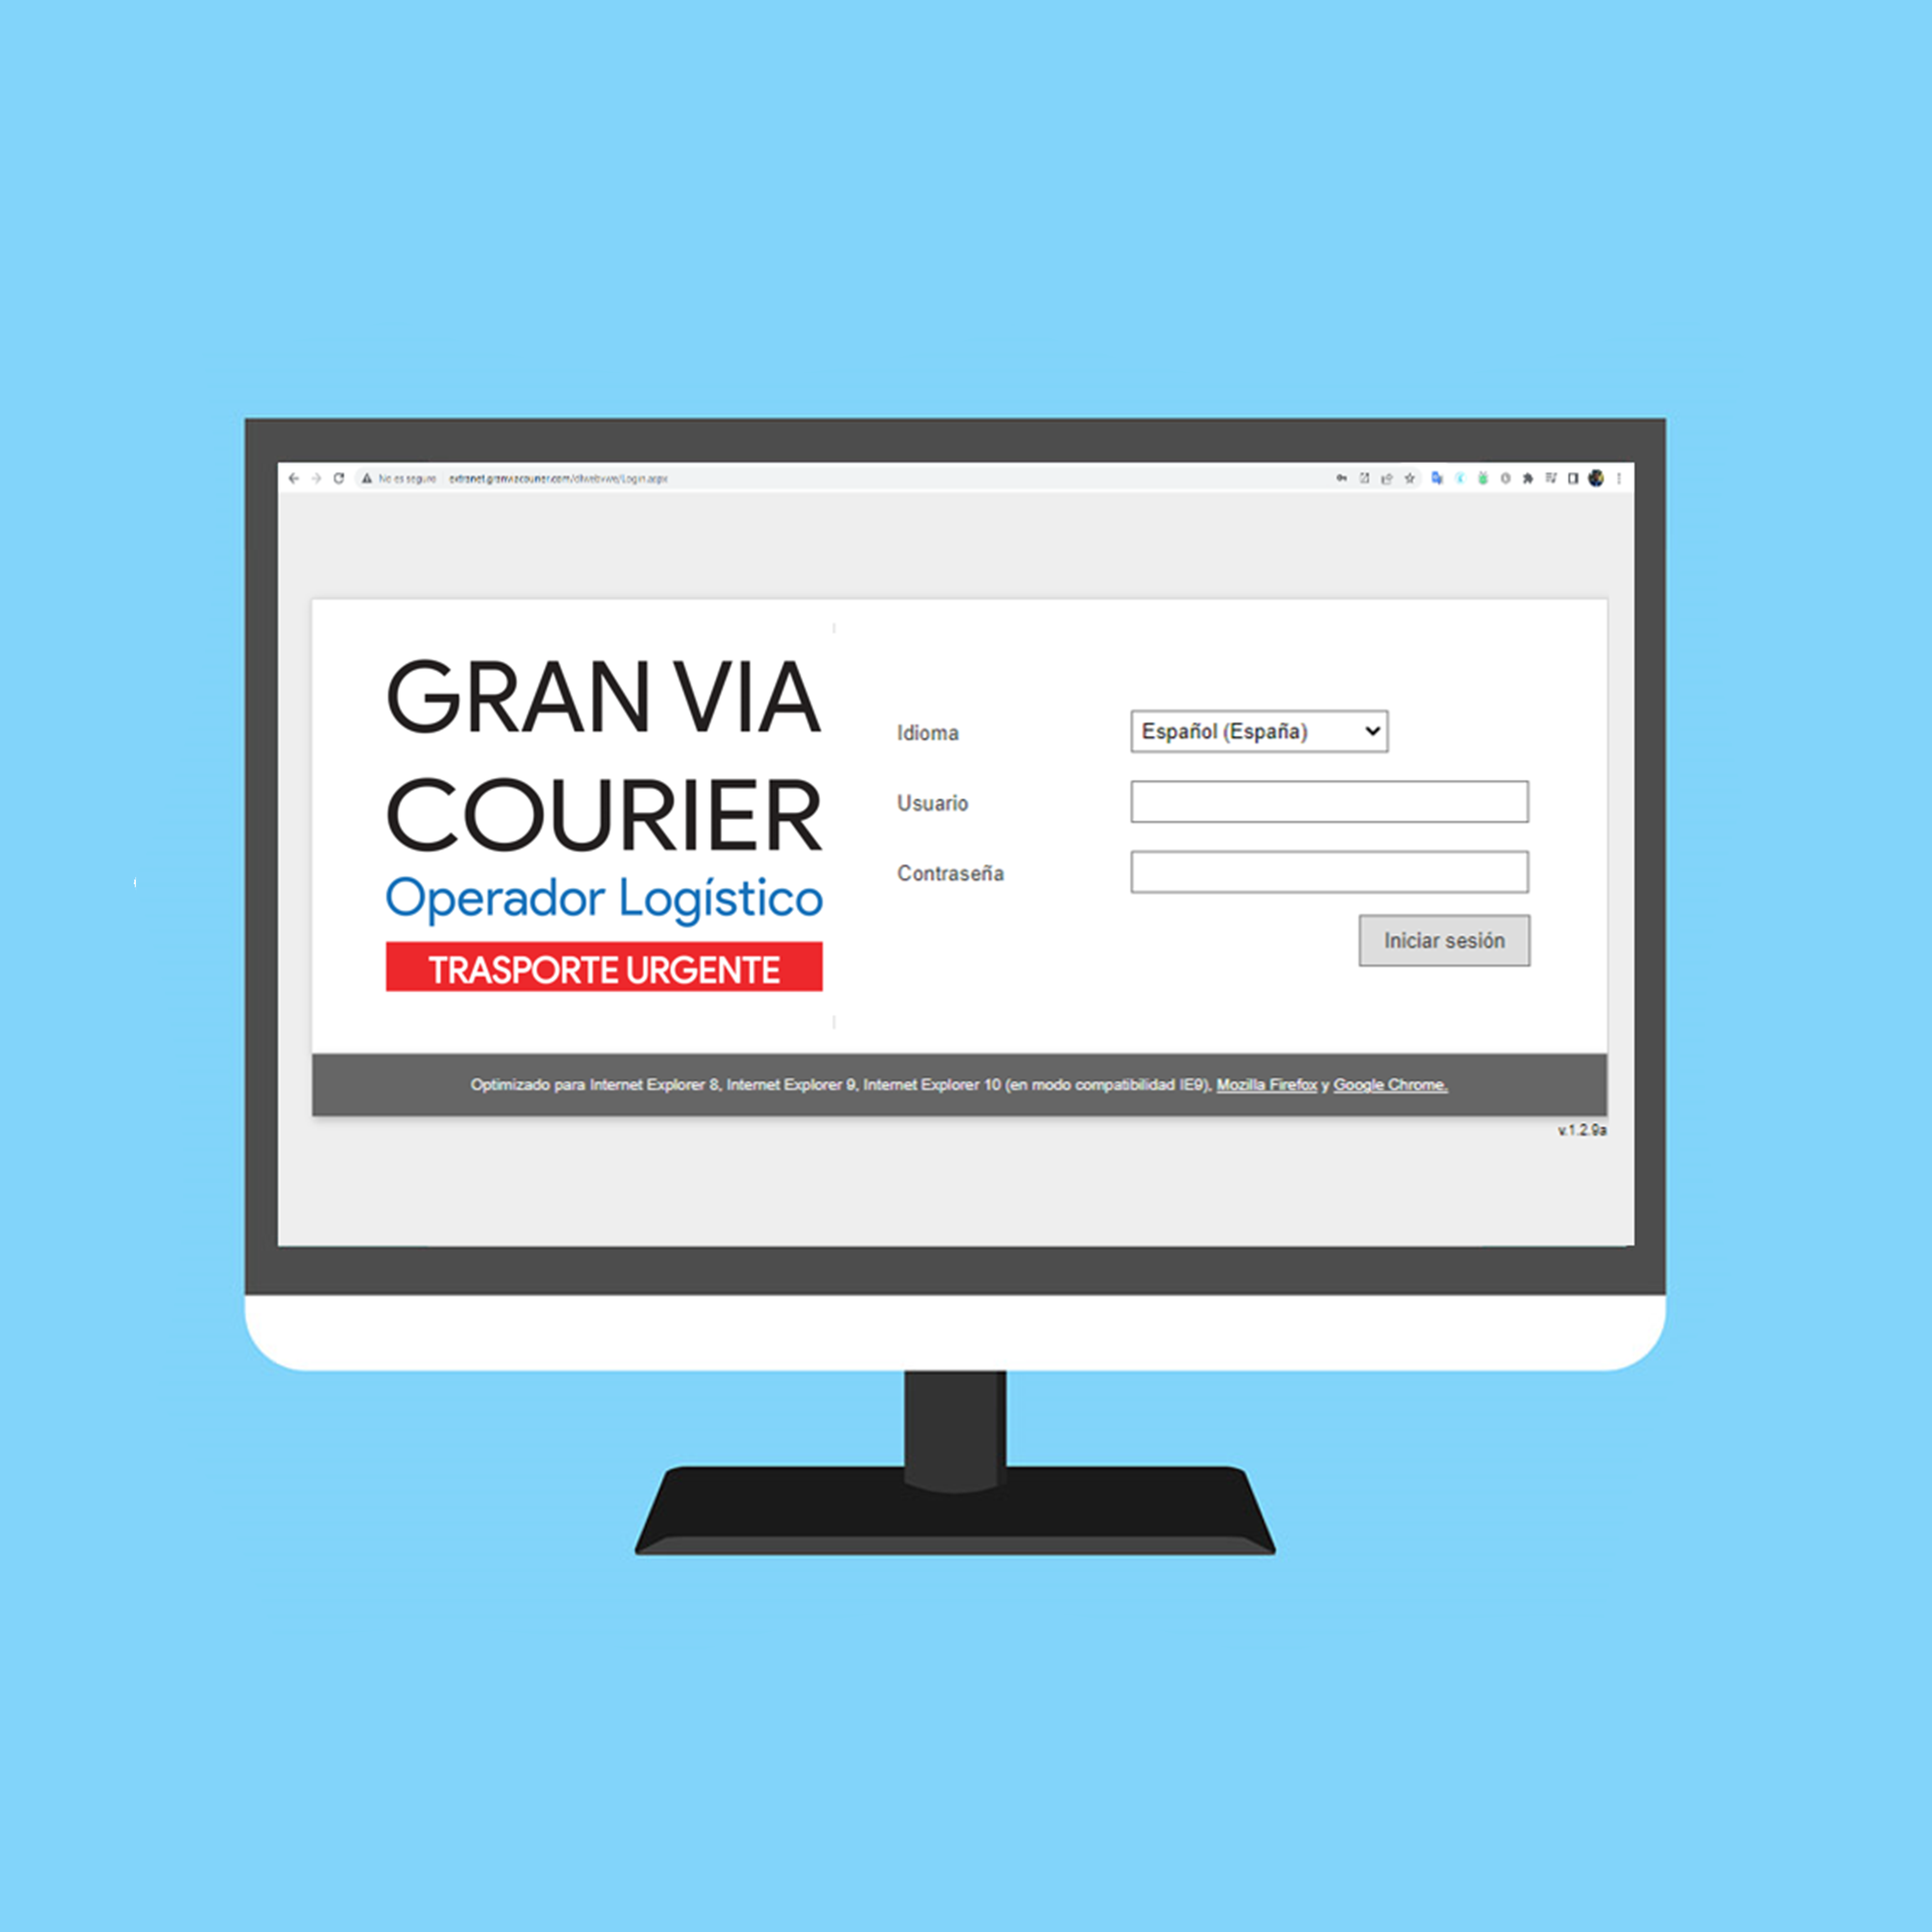 No es seguro extranet.granviacourier.com/dlwebvwe/Login.aspx
GRAN VIA
COURIER
Operador Logístico
TRASPORTE URGENTE
Idioma Español (España)
Usuario
Contraseña
Iniciar sesión
Optimizado para Internet Explorer 8, Internet Explorer 9, Internet Explorer 10 (en modo compatibilidad IE9), Mozilla Firefox y Google Chrome.
v.1.2.9a